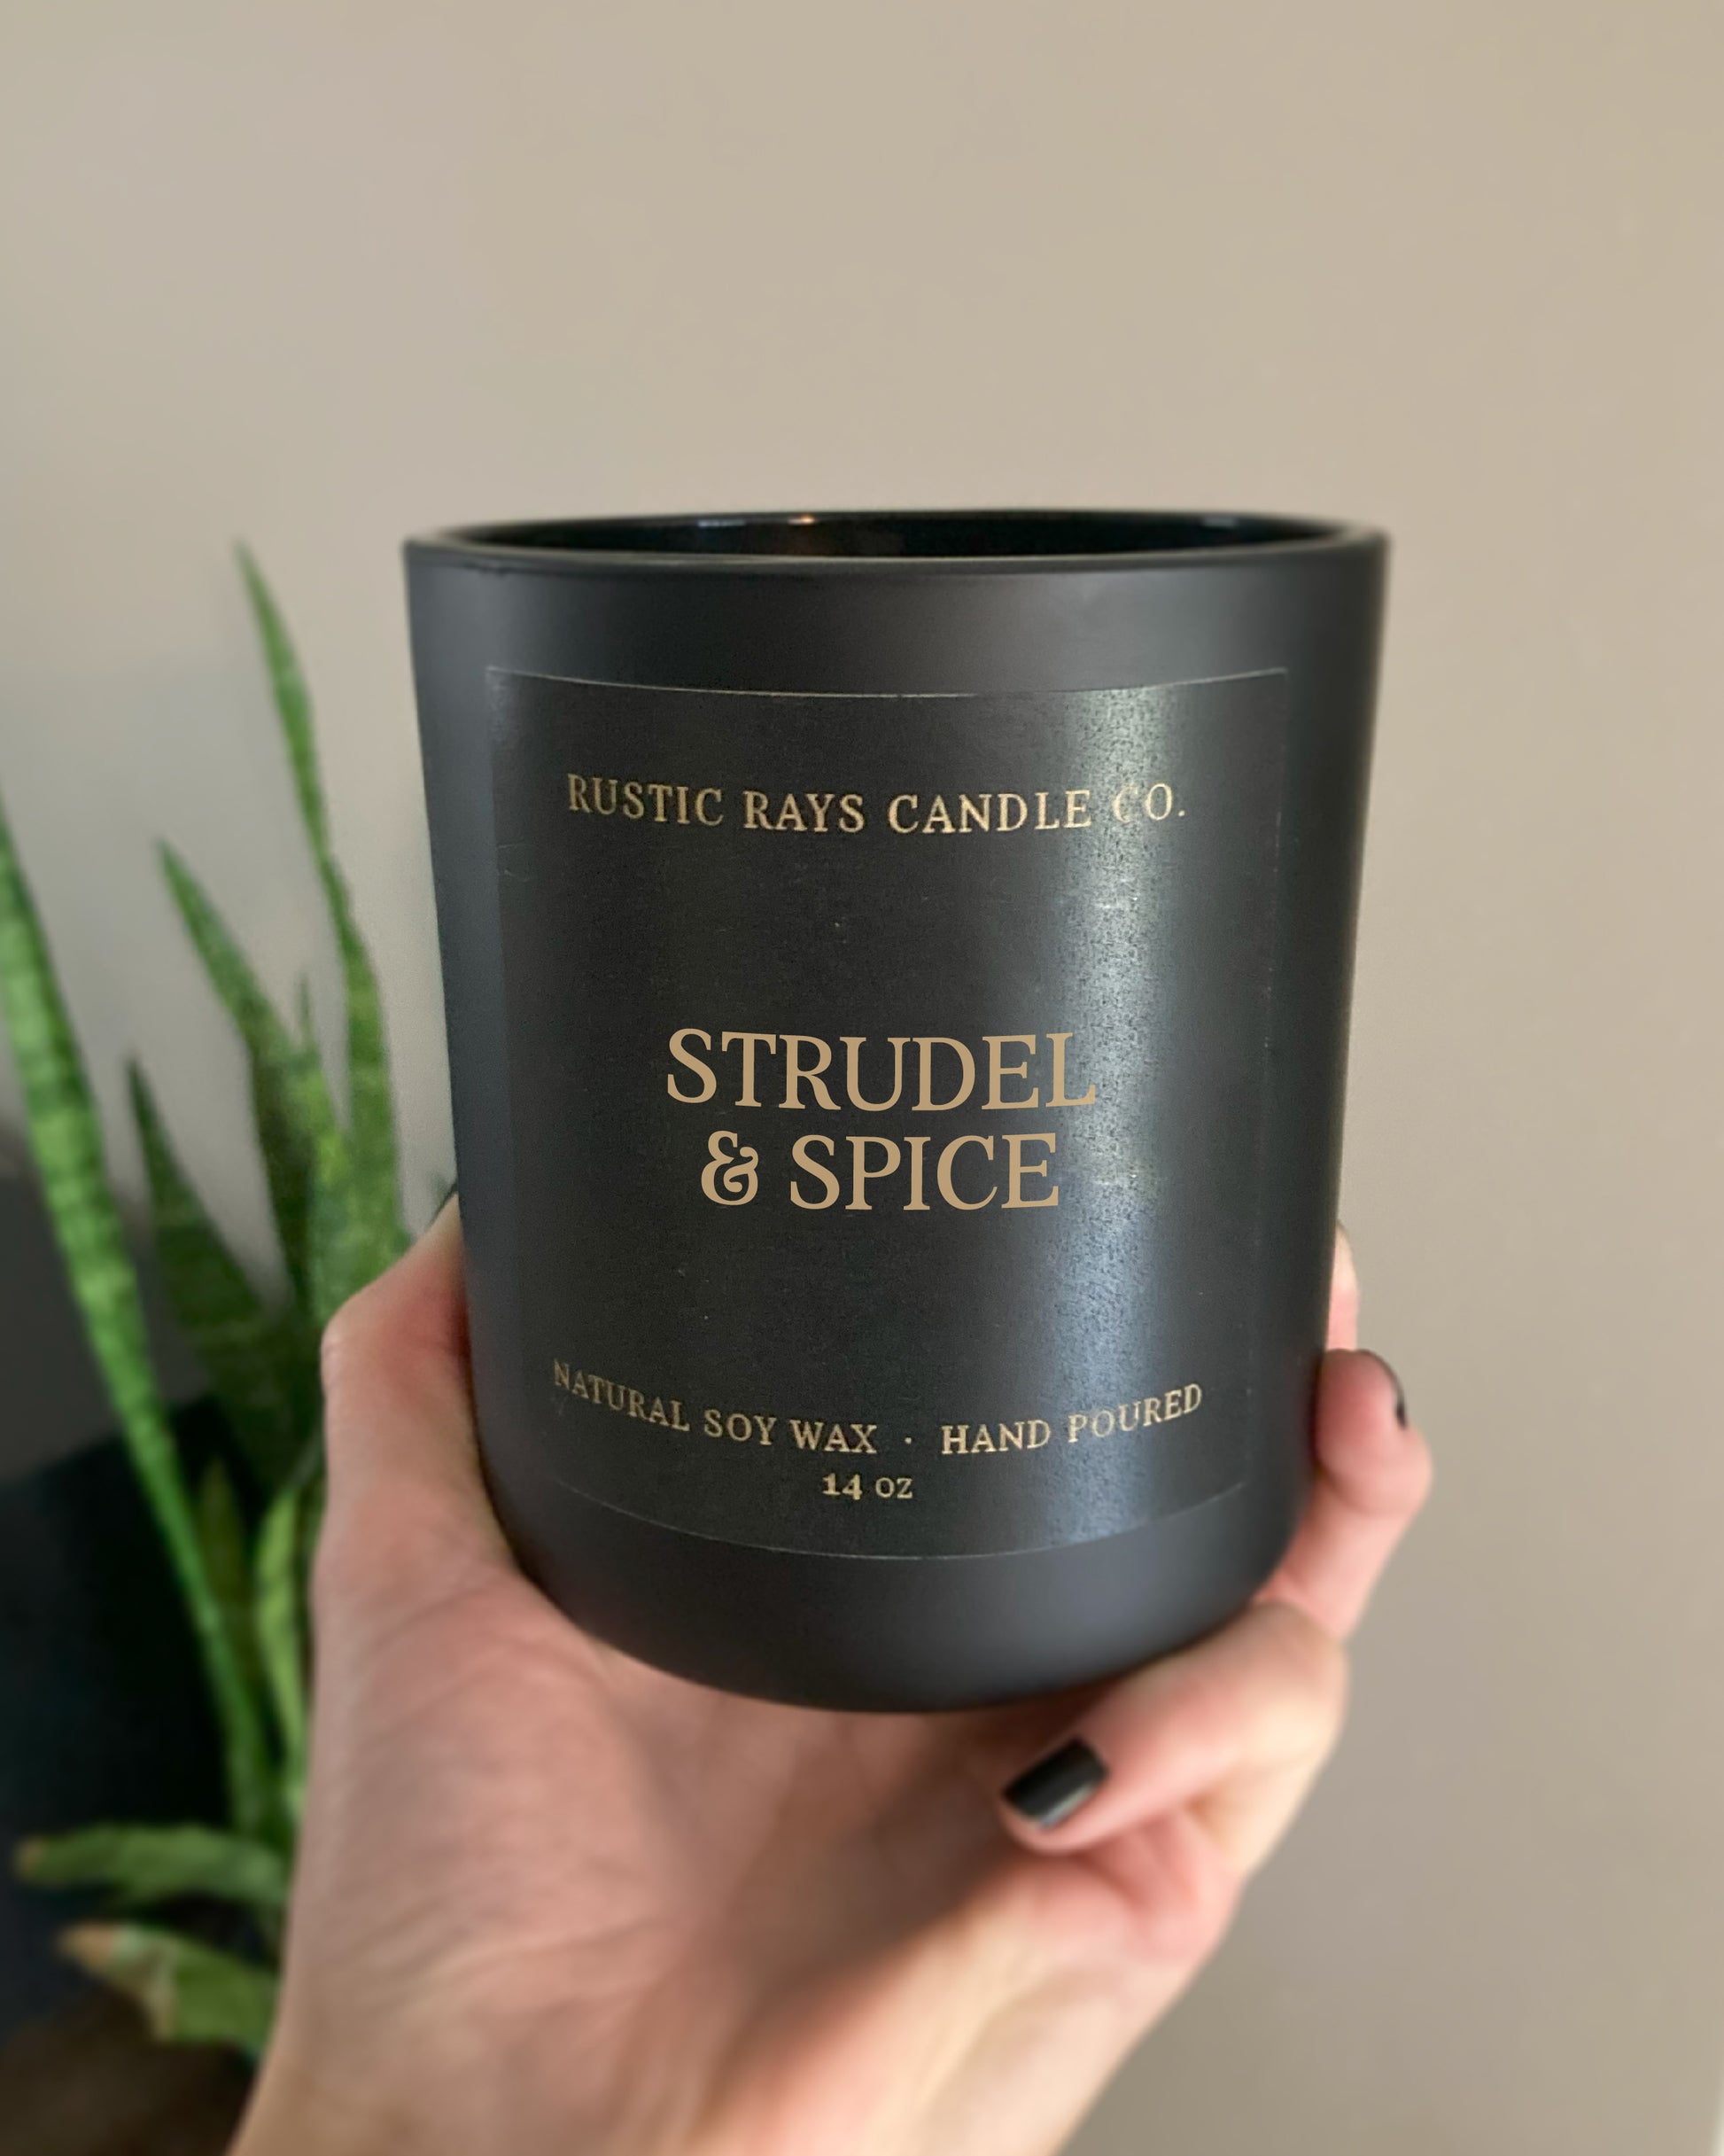 RUSTIC RAYS CANDLE CO.
STRUDEL
& SPICE
NATURAL SOY WAX · HAND POURED
14 oz